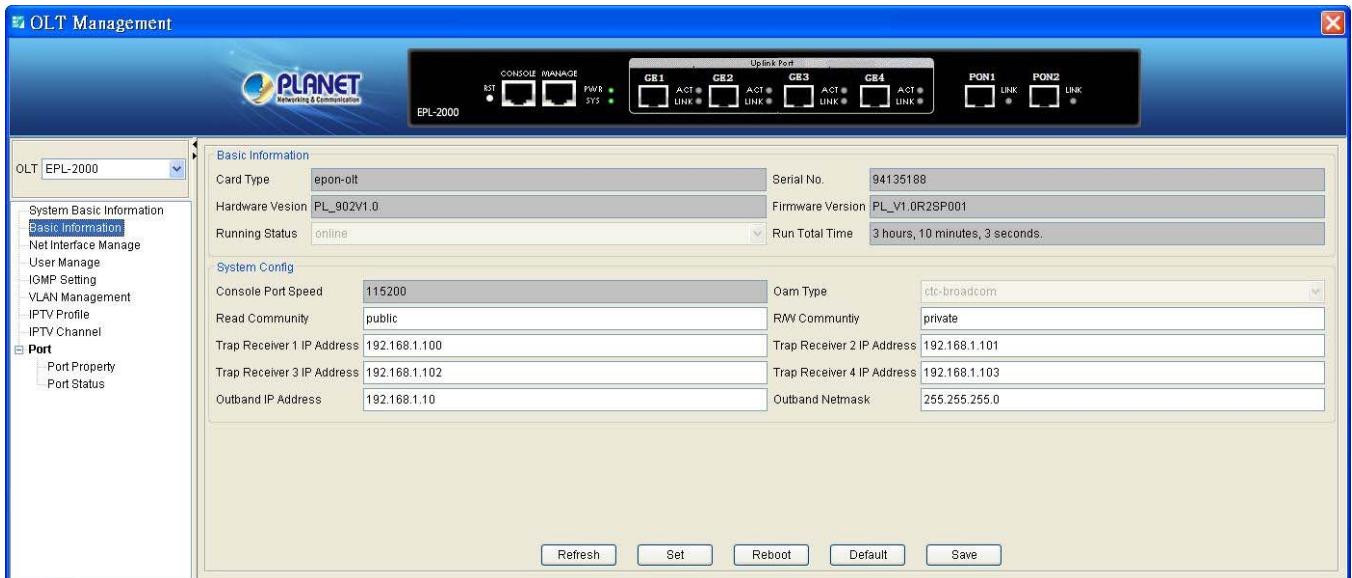 OLT Management
PLANET
Networking & Communication
EPL-2000
RST
CONSOLE MANAGE
PWR
SYS
Uplink Port
GE1 GE2 GE3 GE4
ACT ACT ACT ACT
LINK LINK LINK LINK
PON1 PON2
LINK LINK
OLT EPL-2000
System Basic Information
Basic Information
Net Interface Manage
User Manage
IGMP Setting
VLAN Management
IPTV Profile
IPTV Channel
Port
Port Property
Port Status
Basic Information
Card Type epon-olt Serial No. 94135188
Hardware Vesion PL_902V1.0 Firmware Version PL_V1.0R2SP001
Running Status online Run Total Time 3 hours, 10 minutes, 3 seconds.
System Config
Console Port Speed 115200 Oam Type ctc-broadcom
Read Community public R/W Communtiy private
Trap Receiver 1 IP Address 192.168.1.100 Trap Receiver 2 IP Address 192.168.1.101
Trap Receiver 3 IP Address 192.168.1.102 Trap Receiver 4 IP Address 192.168.1.103
Outband IP Address 192.168.1.10 Outband Netmask 255.255.255.0
Refresh Set Reboot Default Save